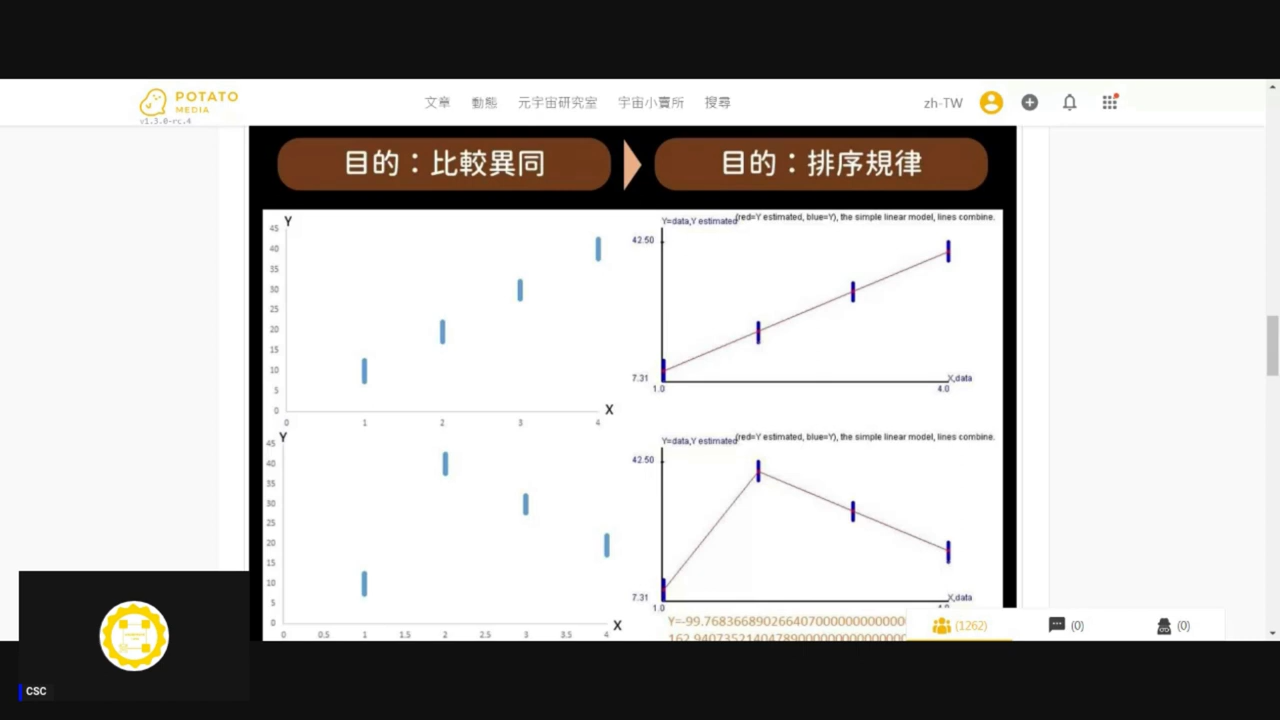 POTATO
MEDIA
v1.3.0-rc.4
文章 動態 元宇宙研究室 宇宙小賣所 搜尋 zh-TW
目的：比較異同 目的：排序規律
Y
45
40
35
30
25
20
15
10
5
0
0 1 2 3 4 X
Y=data,Y estimated (red=Y estimated, blue=Y), the simple linear model, lines combine.
42.50
7.31
1.0 4.0 X,data
Y
45
40
35
30
25
20
15
10
5
0
0 0.5 1 1.5 2 2.5 3 3.5 4 X
Y=data,Y estimated (red=Y estimated, blue=Y), the simple linear model, lines combine.
42.50
7.31
1.0 X,data
(1262) (0) (0)
CSC